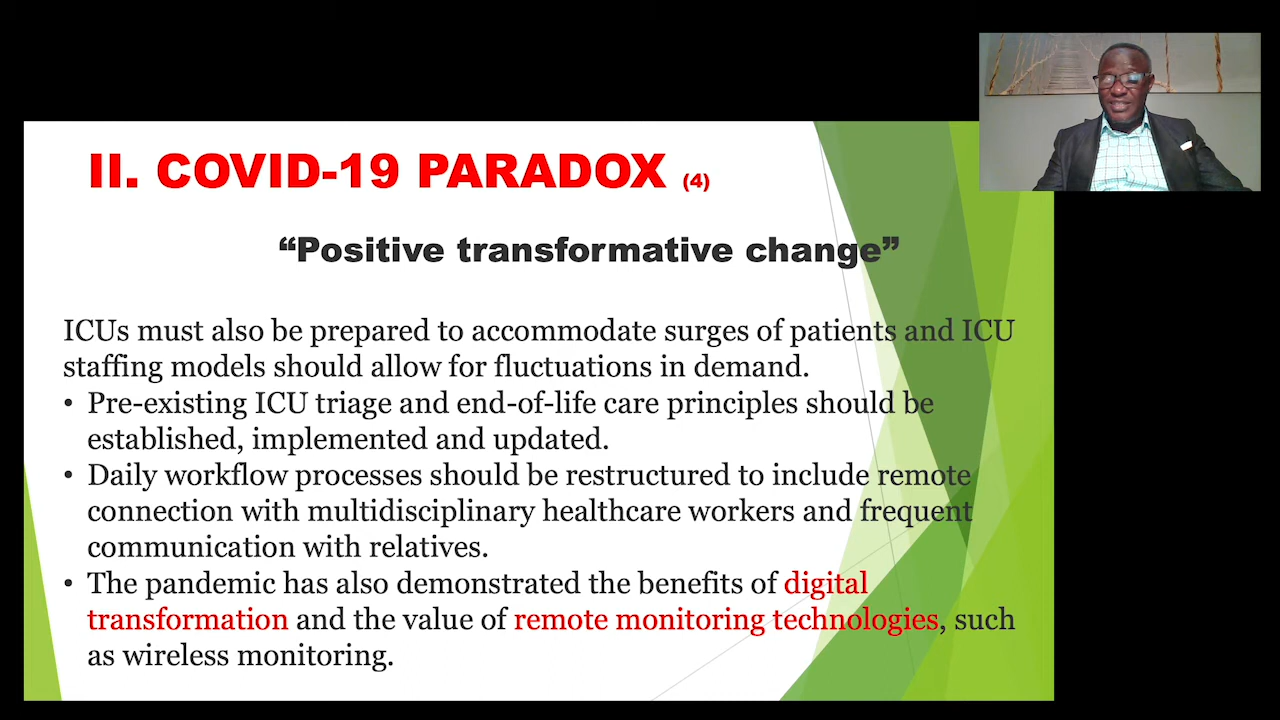 II. COVID-19 PARADOX (4)
“Positive transformative change”
ICUs must also be prepared to accommodate surges of patients and ICU
staffing models should allow for fluctuations in demand.
• Pre-existing ICU triage and end-of-life care principles should be
established, implemented and updated.
• Daily workflow processes should be restructured to include remote
connection with multidisciplinary healthcare workers and frequent
communication with relatives.
• The pandemic has also demonstrated the benefits of digital
transformation and the value of remote monitoring technologies, such
as wireless monitoring.